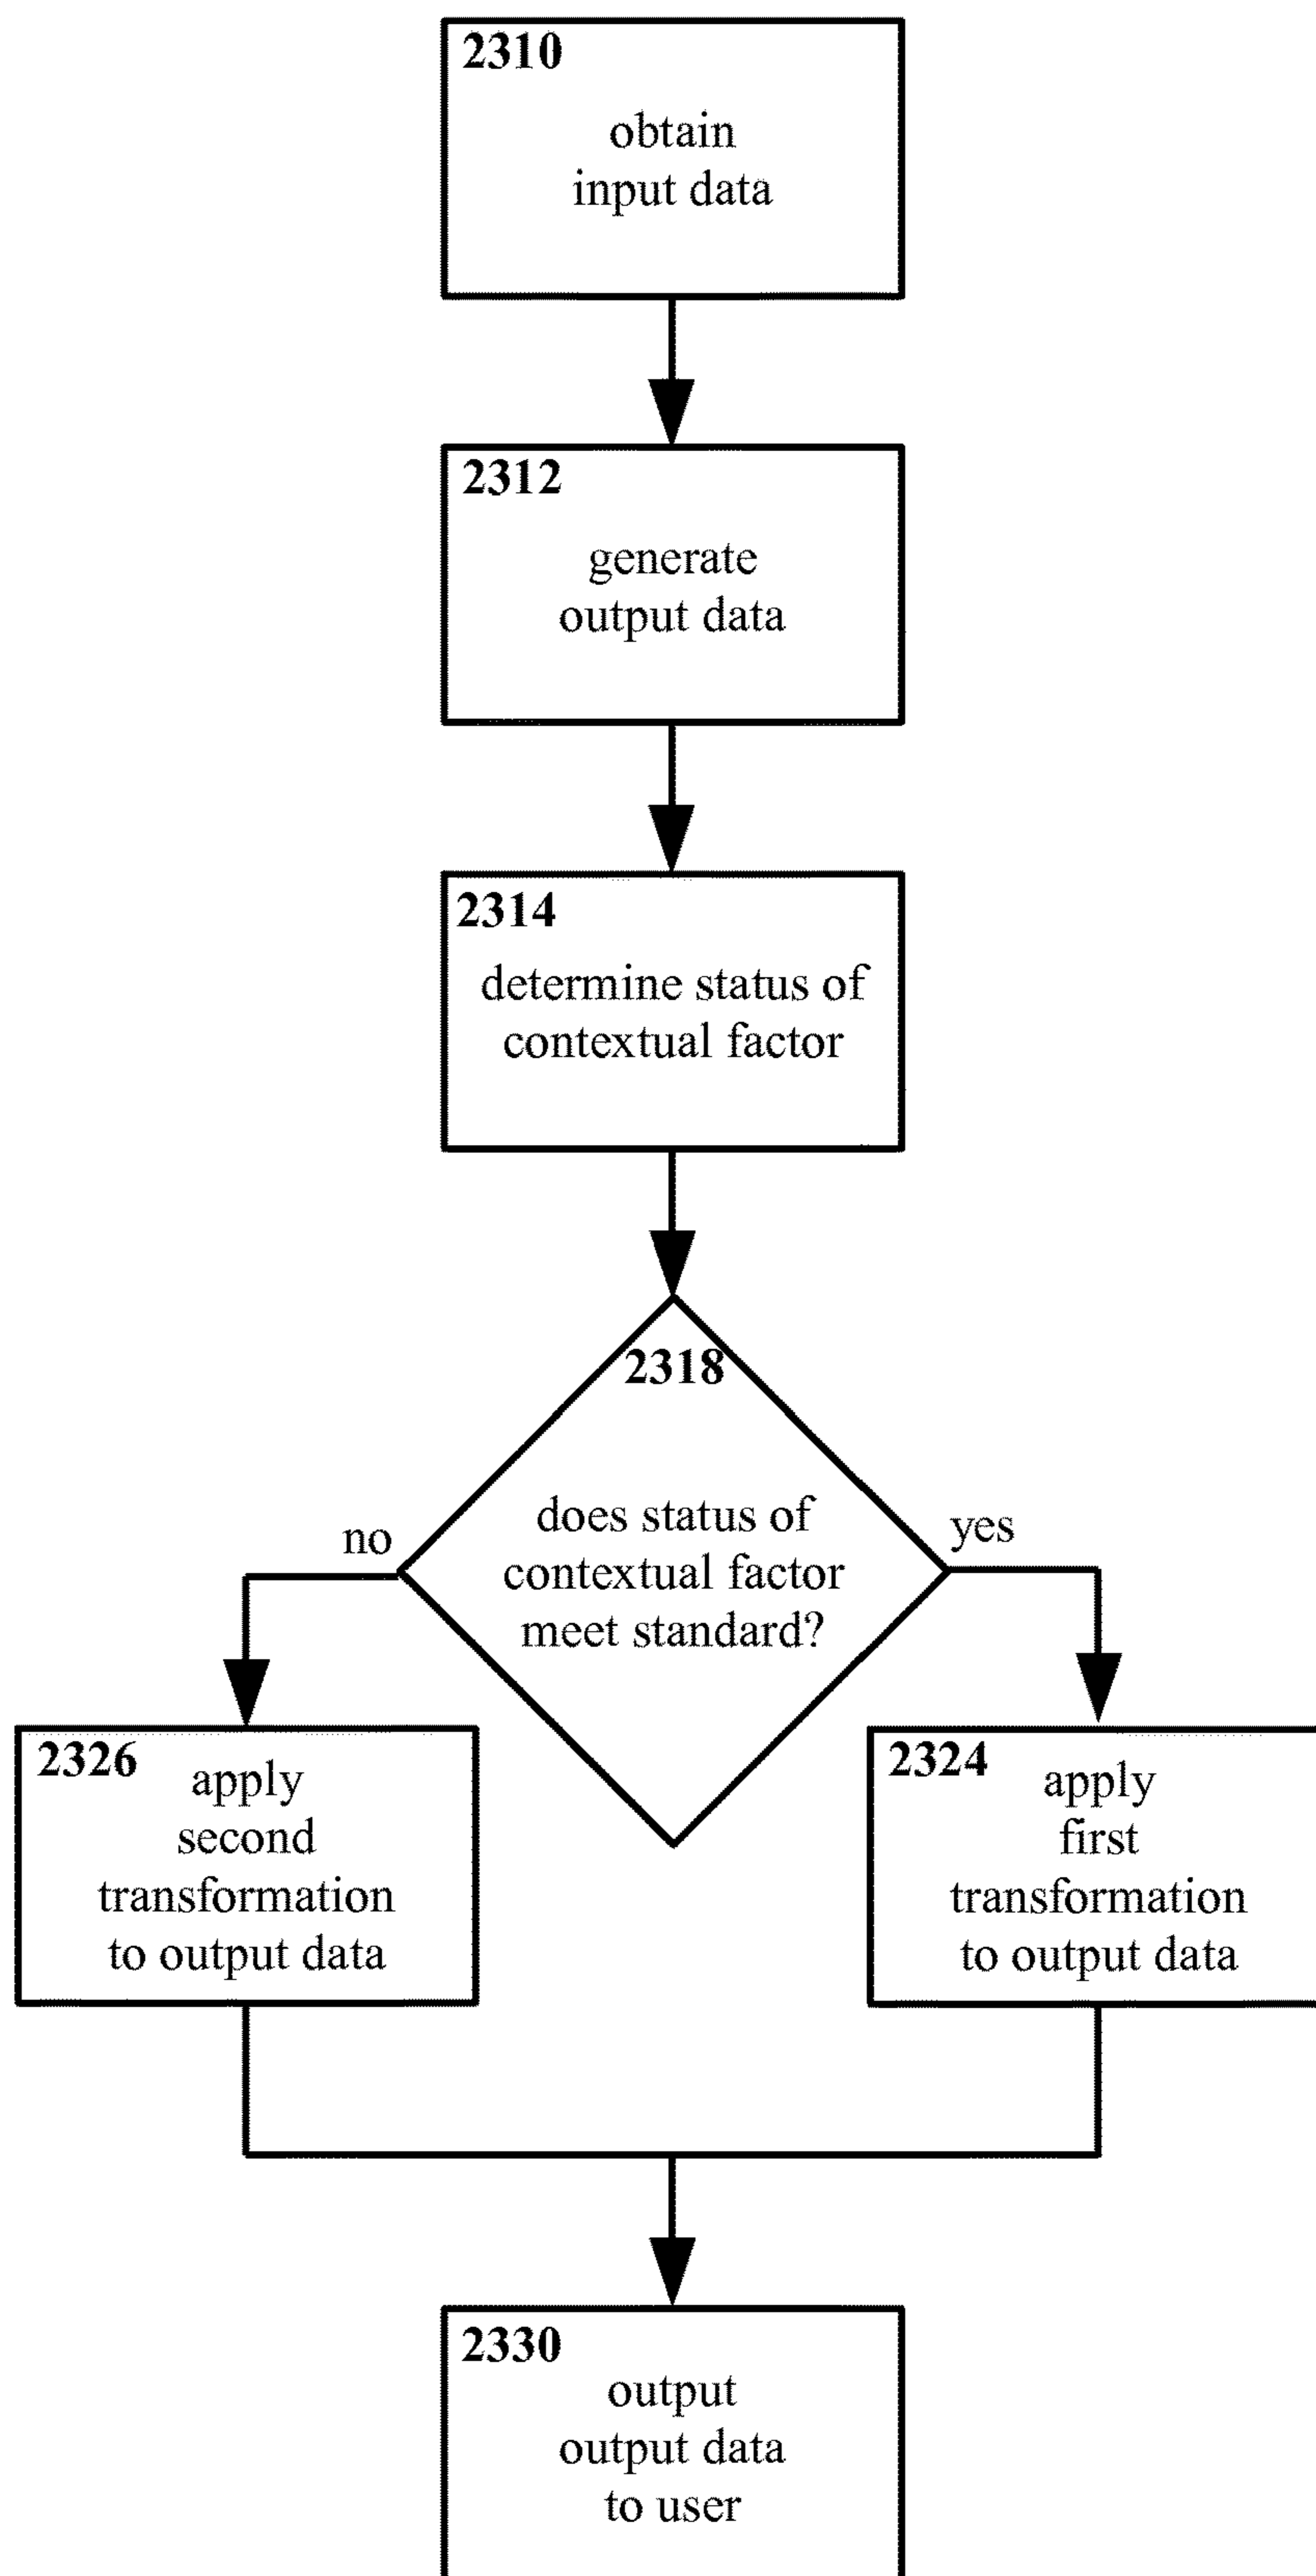 2310
obtain
input data
2312
generate
output data
2314
determine status of
contextual factor
2318
does status of
contextual factor
meet standard?
no
yes
2326
apply
second
transformation
to output data
2324
apply
first
transformation
to output data
2330
output
output data
to user